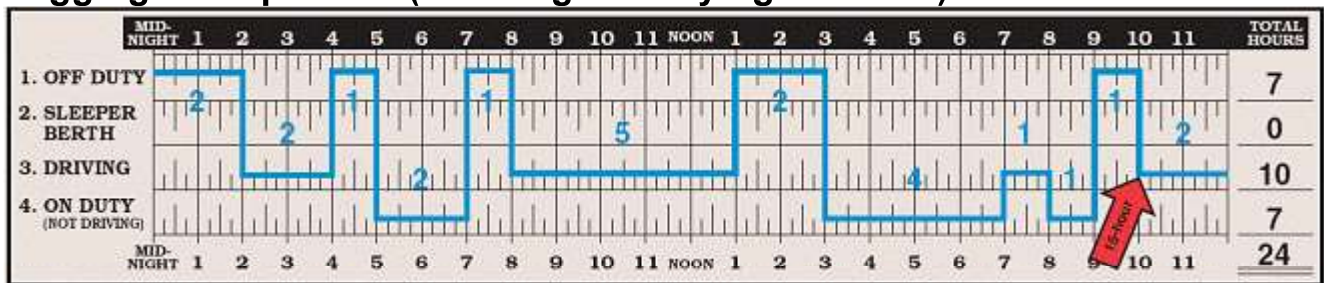 MID-
NIGHT 1 2 3 4 5 6 7 8 9 10 11 NOON 1 2 3 4 5 6 7 8 9 10 11 TOTAL HOURS
1. OFF DUTY 2 1 1 2 1 7
2. SLEEPER
BERTH 2 5 1 2 0
3. DRIVING 2 4 1 10
4. ON DUTY
(NOT DRIVING) 7
MID-
NIGHT 1 2 3 4 5 6 7 8 9 10 11 NOON 1 2 3 4 5 6 7 8 9 10 11 24